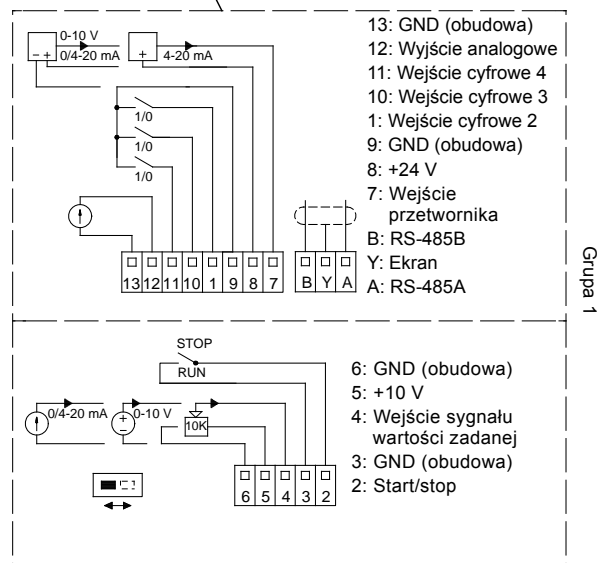 0-10 V
0/4-20 mA
- +
+
4-20 mA
1/0
1/0
1/0
13 12 11 10 1 9 8 7
B Y A
13: GND (obudowa)
12: Wyjście analogowe
11: Wejście cyfrowe 4
10: Wejście cyfrowe 3
1: Wejście cyfrowe 2
9: GND (obudowa)
8: +24 V
7: Wejście
przetwornika
B: RS-485B
Y: Ekran
A: RS-485A
Grupa 1
STOP
RUN
0/4-20 mA
+
-
0-10 V
10K
6 5 4 3 2
6: GND (obudowa)
5: +10 V
4: Wejście sygnału
wartości zadanej
3: GND (obudowa)
2: Start/stop